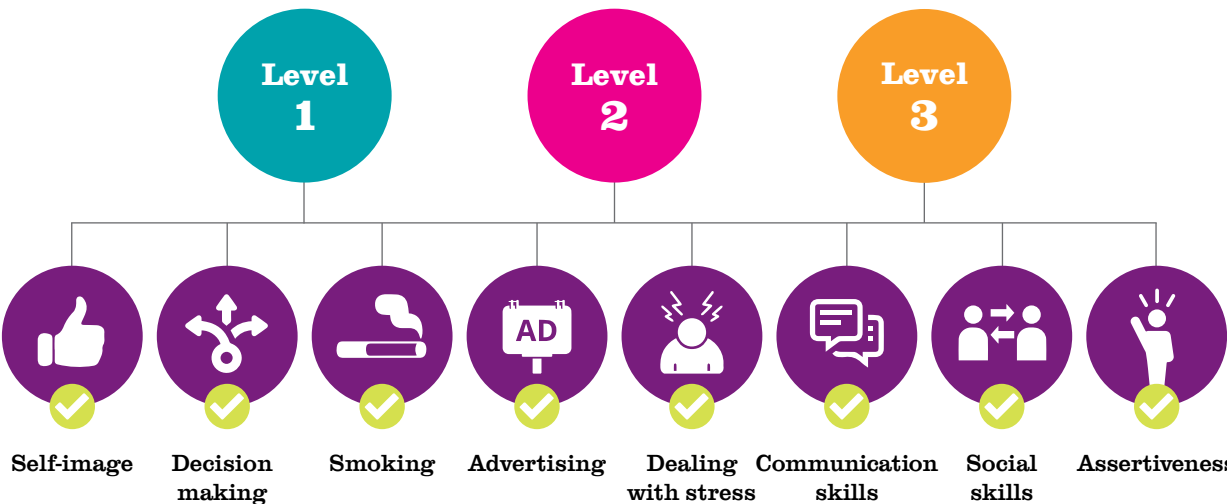 Level
1
Level
2
Level
3
AD
Self-image
Decision
making
Smoking
Advertising
Dealing
with stress
Communication
skills
Social
skills
Assertiveness